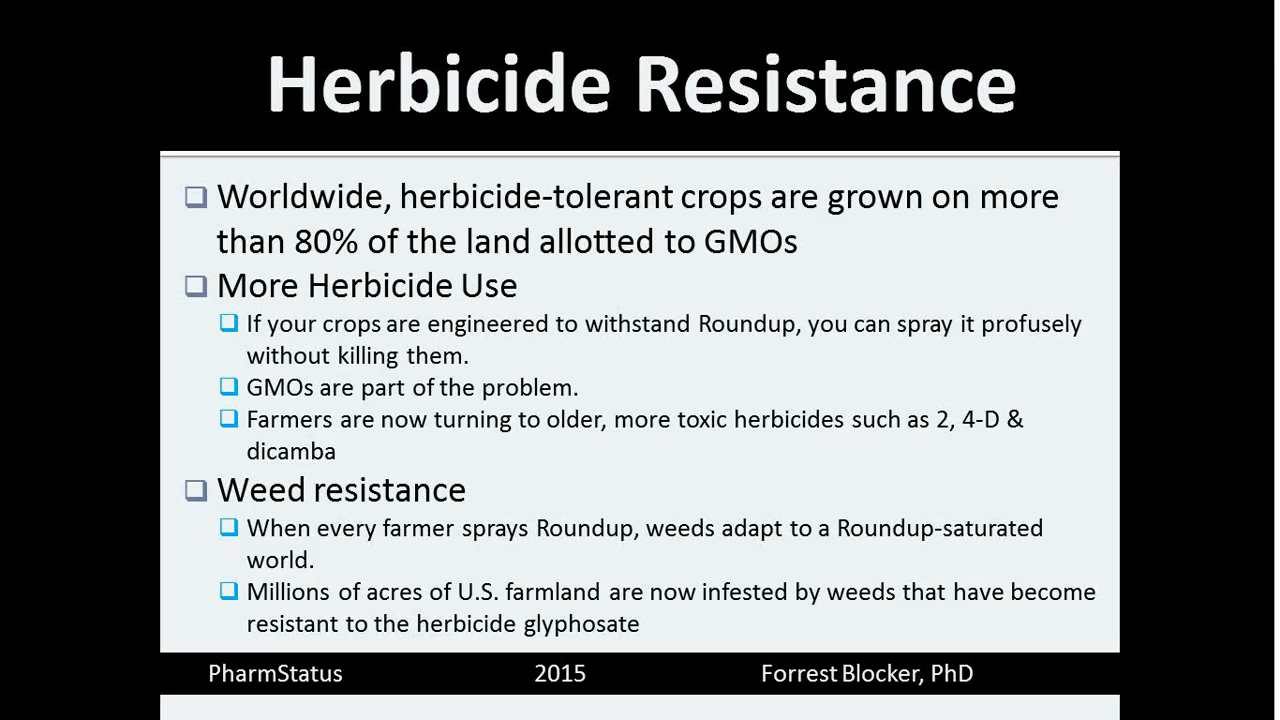 Herbicide Resistance
Worldwide, herbicide-tolerant crops are grown on more
than 80% of the land allotted to GMOs
More Herbicide Use
If your crops are engineered to withstand Roundup, you can spray it profusely
without killing them.
GMOs are part of the problem.
Farmers are now turning to older, more toxic herbicides such as 2, 4-D &
dicamba
Weed resistance
When every farmer sprays Roundup, weeds adapt to a Roundup-saturated
world.
Millions of acres of U.S. farmland are now infested by weeds that have become
resistant to the herbicide glyphosate
PharmStatus 2015 Forrest Blocker, PhD